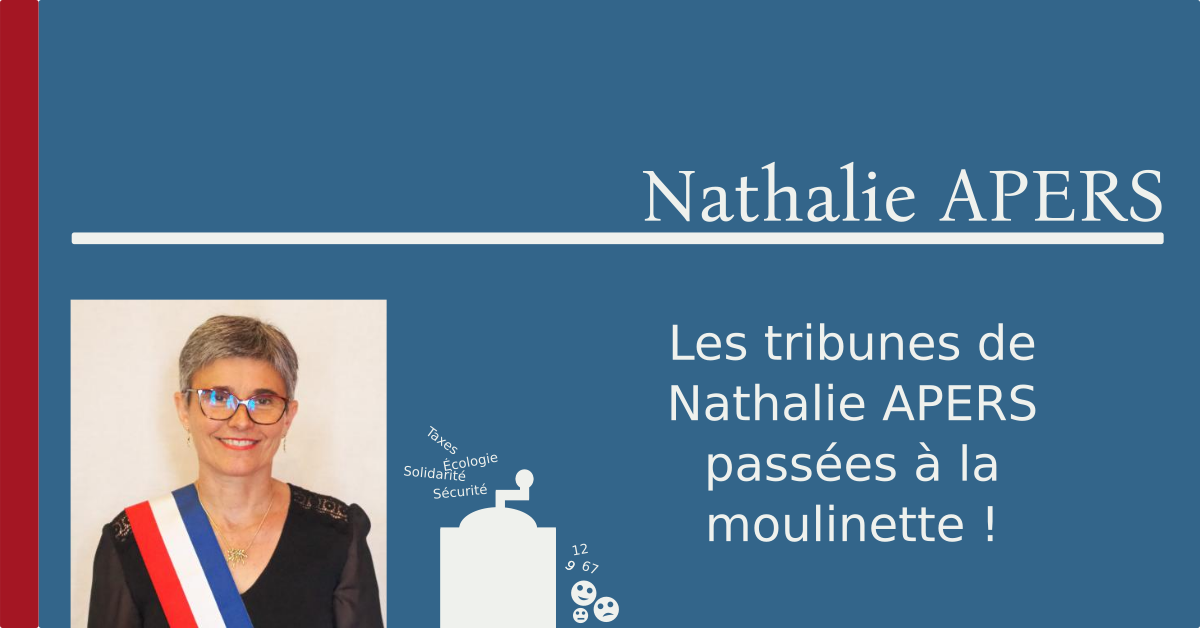 Nathalie APERS
Les tribunes de
Nathalie APERS
passées à la
moulinette !
Taxes
Écologie
Solidarité
Sécurité
12
9 67